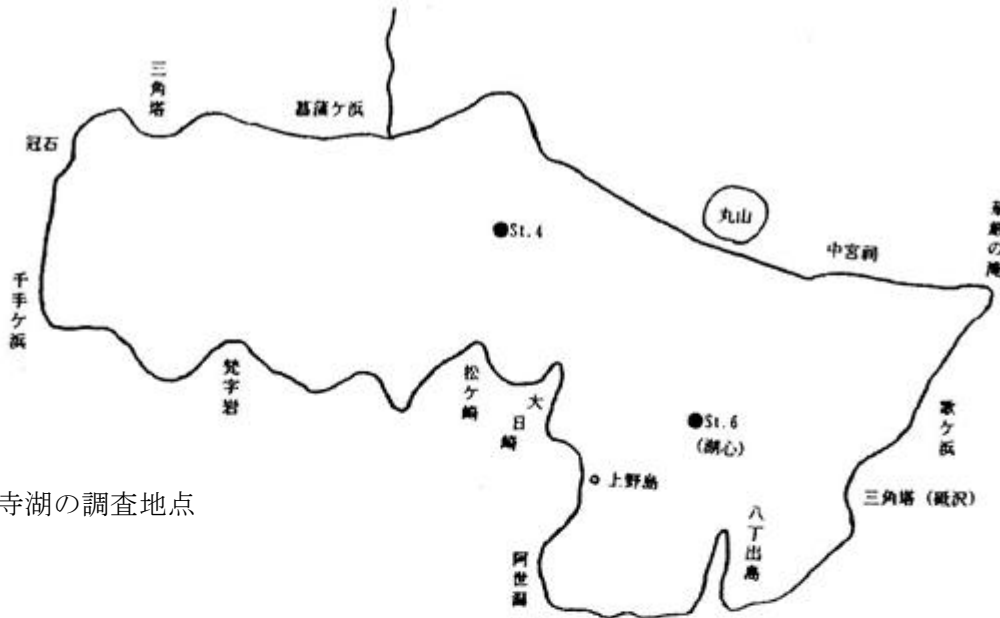 三角塔
菖蒲ケ浜
冠石
丸山
St.4
中宮祠
の滝
千手ケ浜
梵字岩
松ケ崎
大日崎
St.6
(湖心)
歌ケ浜
上野島
三角塔(砥沢)
寺湖の調査地点
八丁出島
阿世潟